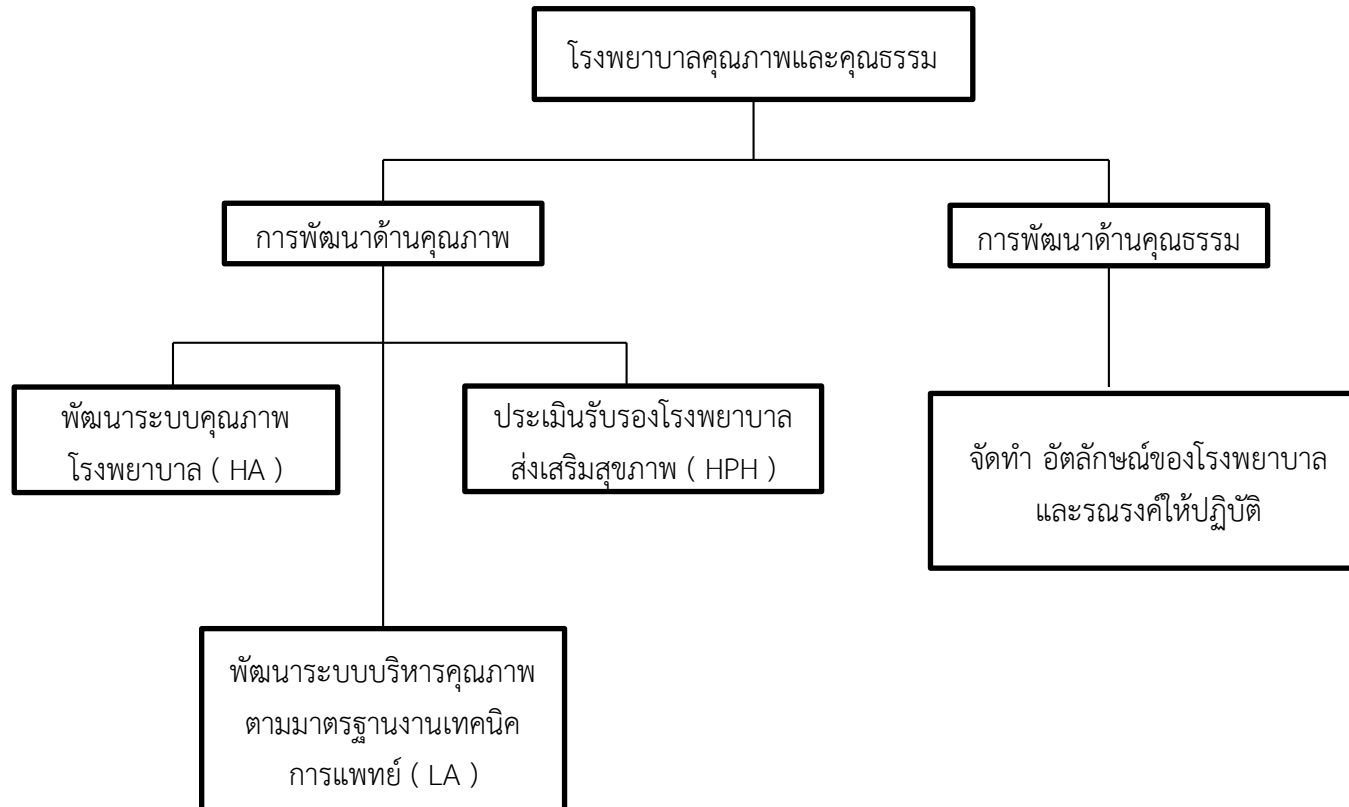 โรงพยาบาลคุณภาพและคุณธรรม
การพัฒนาด้านคุณภาพ
การพัฒนาด้านคุณธรรม
พัฒนาระบบคุณภาพ
โรงพยาบาล ( HA )
ประเมินรับรองโรงพยาบาล
ส่งเสริมสุขภาพ ( HPH )
จัดทำ อัตลักษณ์ของโรงพยาบาล
และรณรงค์ให้ปฏิบัติ
พัฒนาระบบบริหารคุณภาพ
ตามมาตรฐานงานเทคนิค
การแพทย์ ( LA )